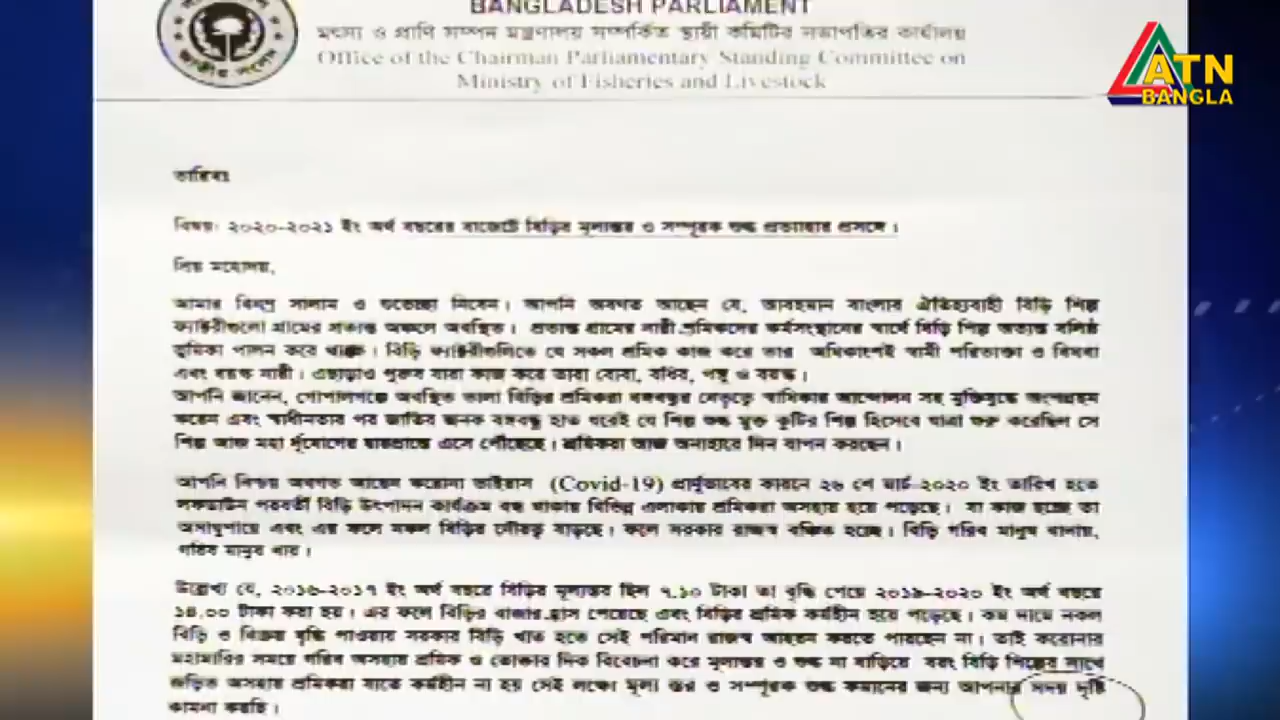 BANGLADESH PARLIAMENT
মৎস্য ও প্রাণি সম্পদ মন্ত্রণালয় সম্পর্কিত স্থায়ী কমিটির সভাপতির কার্যালয়
Office of the Chairman Parliamentary Standing Committee on
Ministry of Fisheries and Livestock
ATN
BANGLA
তারিখঃ
বিষয়: ২০২০-২০২১ ইং অর্থ বছরের বাজেটে বিড়ির মূল্যস্তর ও সম্পূরক শুল্ক প্রত্যাহার প্রসঙ্গে।
প্রিয় মহোদয়,
আমার বিনম্র সালাম ও শুভেচ্ছা নিবেন। আপনি অবগত আছেন যে, আবহমান বাংলার ঐতিহ্যবাহী বিড়ি শিল্প
ফ্যাক্টরীগুলো গ্রামের প্রত্যন্ত অঞ্চলে অবস্থিত। প্রত্যন্ত গ্রামের নারী শ্রমিকদের কর্মসংস্থানের স্বার্থে বিড়ি শিল্প অত্যন্ত বলিষ্ঠ
ভূমিকা পালন করে থাকে। বিড়ি ফ্যাক্টরীগুলিতে যে সকল শ্রমিক কাজ করে তার অধিকাংশই স্বামী পরিত্যক্তা ও বিধবা
এবং বয়স্ক নারী। এছাড়াও পুরুষ যারা কাজ করে তারা বোবা, বধির, পঙ্গু ও বয়স্ক।
আপনি জানেন, গোপালগঞ্জে অবস্থিত তালা বিড়ির শ্রমিকরা বঙ্গবন্ধুর নেতৃত্বে স্বাধিকার আন্দোলন সহ মুক্তিযুদ্ধে অংশগ্রহন
করেন এবং স্বাধীনতার পর জাতির জনক বঙ্গবন্ধু হাত ধরেই যে শিল্প শুল্ক মুক্ত কুটির শিল্প হিসেবে যাত্রা শুরু করেছিল সে
শিল্প আজ মহা দূর্যোগের দ্বারপ্রান্তে এসে পৌঁছেছে। শ্রমিকরা আজ অনাহারে দিন যাপন করছেন।
আপনি নিশ্চয় অবগত আছেন করোনা ভাইরাস (Covid-19) প্রার্দূভাবের কারনে ২৬ শে মার্চ-২০২০ ইং তারিখ হতে
লকডাউন পরবর্তী বিড়ি উৎপাদন কার্যক্রম বন্ধ থাকায় বিভিন্ন এলাকায় শ্রমিকরা অসহায় হয়ে পড়েছে। যা কাজ হচ্ছে তা
অসাধুপায়ে এবং এর ফলে নকল বিড়ির দৌরত্ব বাড়ছে। ফলে সরকার রাজস্ব বঞ্চিত হচ্ছে। বিড়ি গরিব মানুষ বানায়,
গরিব মানুষ খায়।
উল্লেখ্য যে, ২০১৬-২০১৭ ইং অর্থ বছরে বিড়ির মূল্যস্তর ছিল ৭.১০ টাকা তা বৃদ্ধি পেয়ে ২০১৯-২০২০ ইং অর্থ বছরে
১৪.০০ টাকা করা হয়। এর ফলে বিড়ির বাজার হ্রাস পেয়েছে এবং বিড়ির শ্রমিক কর্মহীন হয়ে পড়েছে। কম দামে নকল
বিড়ি ও বিক্রয় বৃদ্ধি পাওয়ায় সরকার বিড়ি খাত হতে সেই পরিমান রাজস্ব আহরন করতে পারছেন না। তাই করোনার
মহামারির সময়ে গরিব অসহায় শ্রমিক ও ভোক্তার দিক বিবেচনা করে মূল্যস্তর ও শুল্ক না বাড়িয়ে বরং বিড়ি শিল্পের সাথে
জড়িত অসহায় শ্রমিকরা যাতে কর্মহীন না হয় সেই লক্ষ্যে মূল্য স্তর ও সম্পূরক শুল্ক কমানের জন্য আপনার সদয় দৃষ্টি
কামনা করছি।